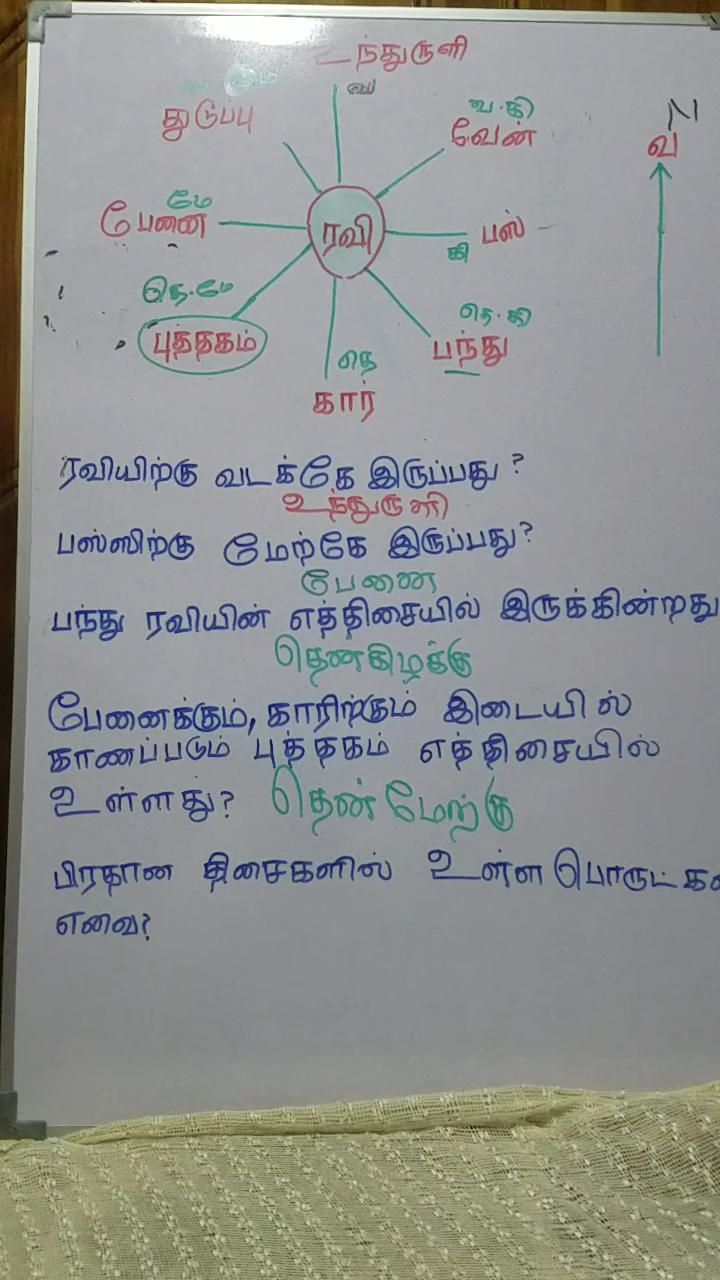 உந்துருளி
வ
துடுப்பு
வ.கி
வேன்
N
வ
மே
பேனை
ரவி
பஸ்
கி
தெ.மே
புத்தகம்
தெ.கி
பந்து
தெ
கார்
ரவியிற்கு வடக்கே இருப்பது?
உந்துருளி
பஸ்ஸிற்கு மேற்கே இருப்பது?
பேணை
பந்து ரவியின் எத்திசையில் இருக்கின்றது
தெணகிழக்கு
பேனைக்கும், காரிற்கும் இடையில்
காணப்படும் புத்தகம் எத்திசையில்
உள்ளது? தென்மேற்கு
பிரதான திசைகளில் உள்ள
எவை?